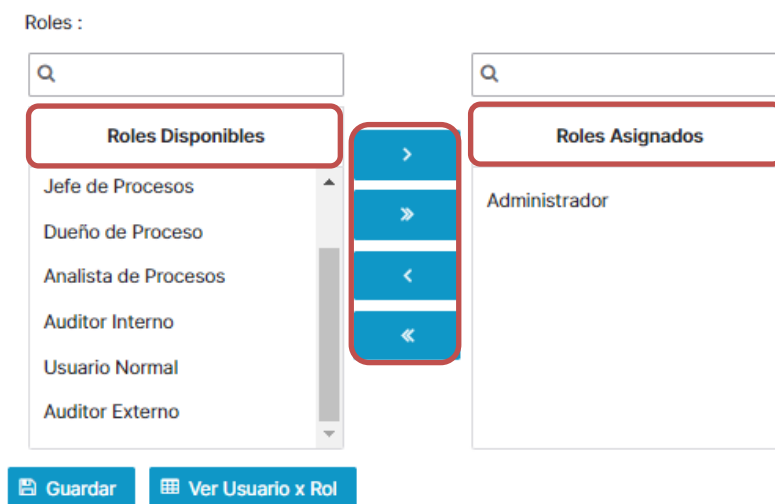 Roles :
Roles Disponibles
Jefe de Procesos
Dueño de Proceso
Analista de Procesos
Auditor Interno
Usuario Normal
Auditor Externo
Roles Asignados
Administrador
Guardar
Ver Usuario x Rol